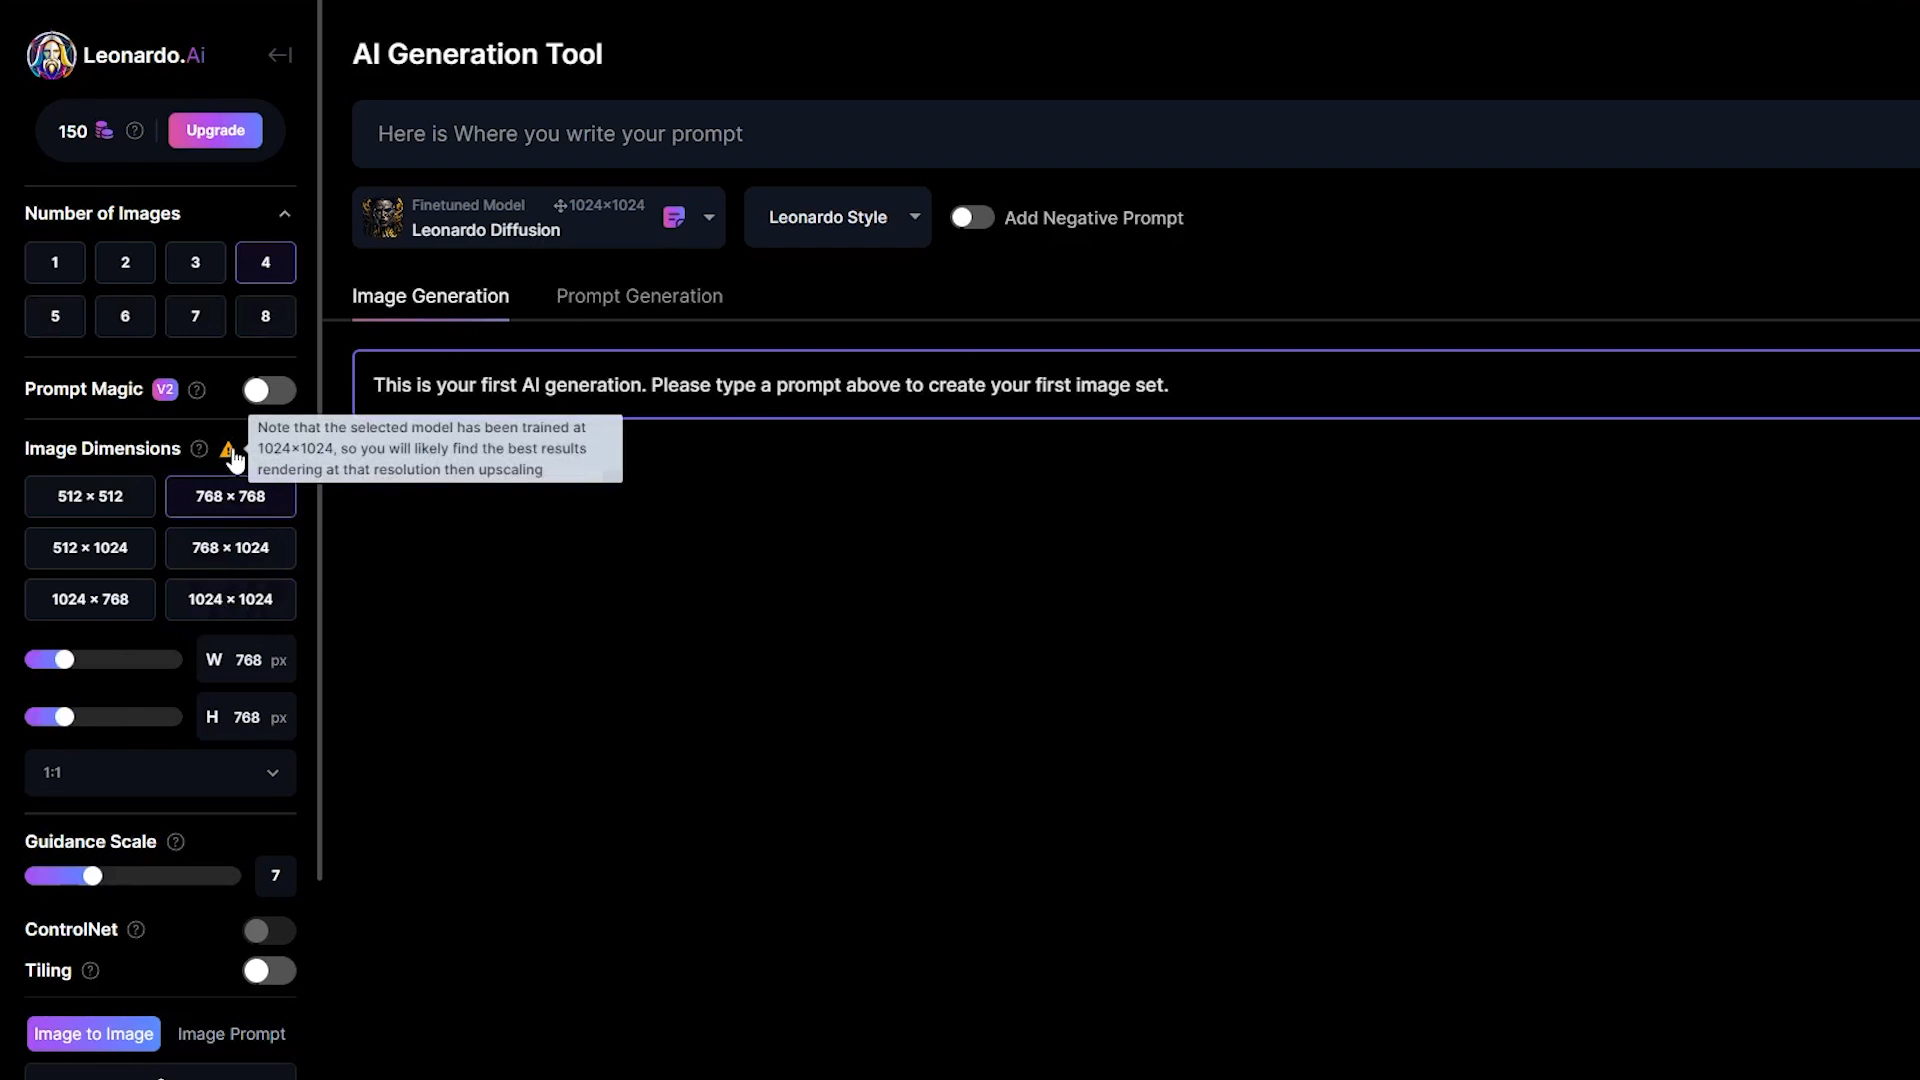 Leonardo.Ai
150
Upgrade
Number of Images
1 2 3 4
5 6 7 8
Prompt Magic V2
Image Dimensions
512 × 512 768 × 768
512 × 1024 768 × 1024
1024 × 768 1024 × 1024
W 768 px
H 768 px
1:1
Guidance Scale
7
ControlNet
Tiling
Image to Image Image Prompt
AI Generation Tool
Here is Where you write your prompt
Finetuned Model 1024×1024
Leonardo Diffusion
Leonardo Style
Add Negative Prompt
Image Generation Prompt Generation
This is your first AI generation. Please type a prompt above to create your first image set.
Note that the selected model has been trained at
1024×1024, so you will likely find the best results
rendering at that resolution then upscaling